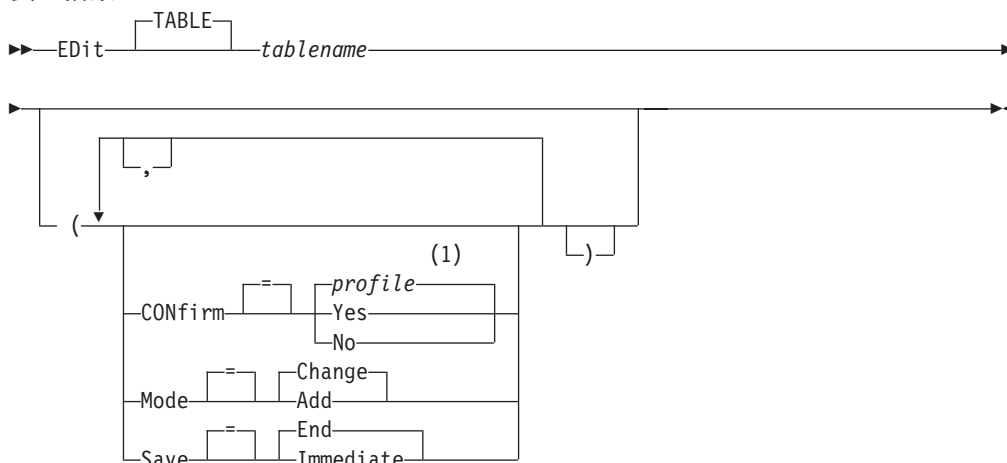 TABLE
EDit tablename
,
(
)
(1)
CONfirm = profile
Yes
No
Mode = Change
Add
Save = End
Immediate